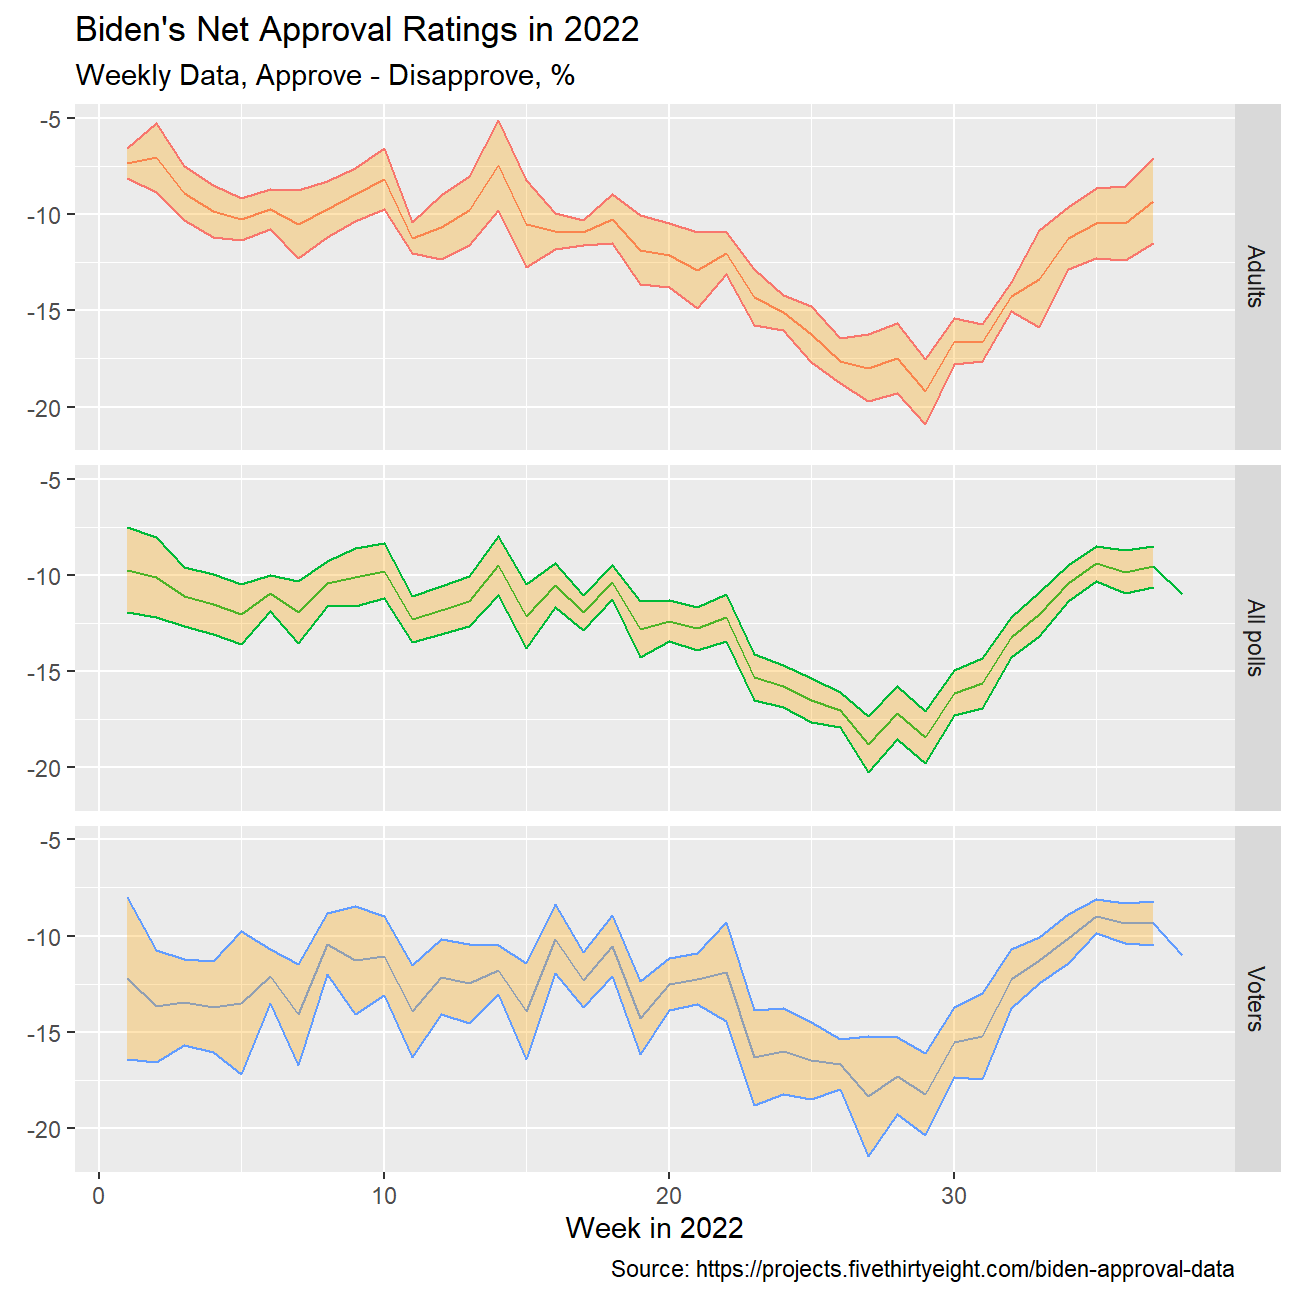 Biden's Net Approval Ratings in 2022
Weekly Data, Approve - Disapprove, %
-5
-10
-15
-20
Adults
-5
-10
-15
-20
All polls
-5
-10
-15
-20
Voters
0 10 20 30
Week in 2022
Source: https://projects.fivethirtyeight.com/biden-approval-data